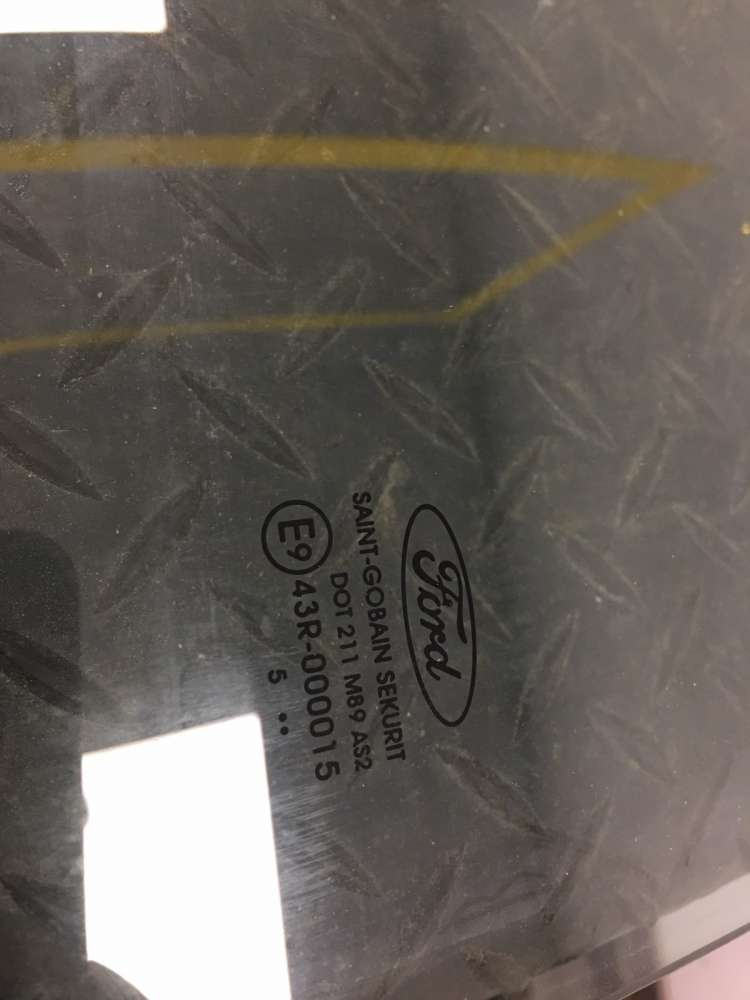 Ford
SAINT-GOBAIN SEKURIT
DOT 211 M89 AS2
E9 43R-000015
5 ••